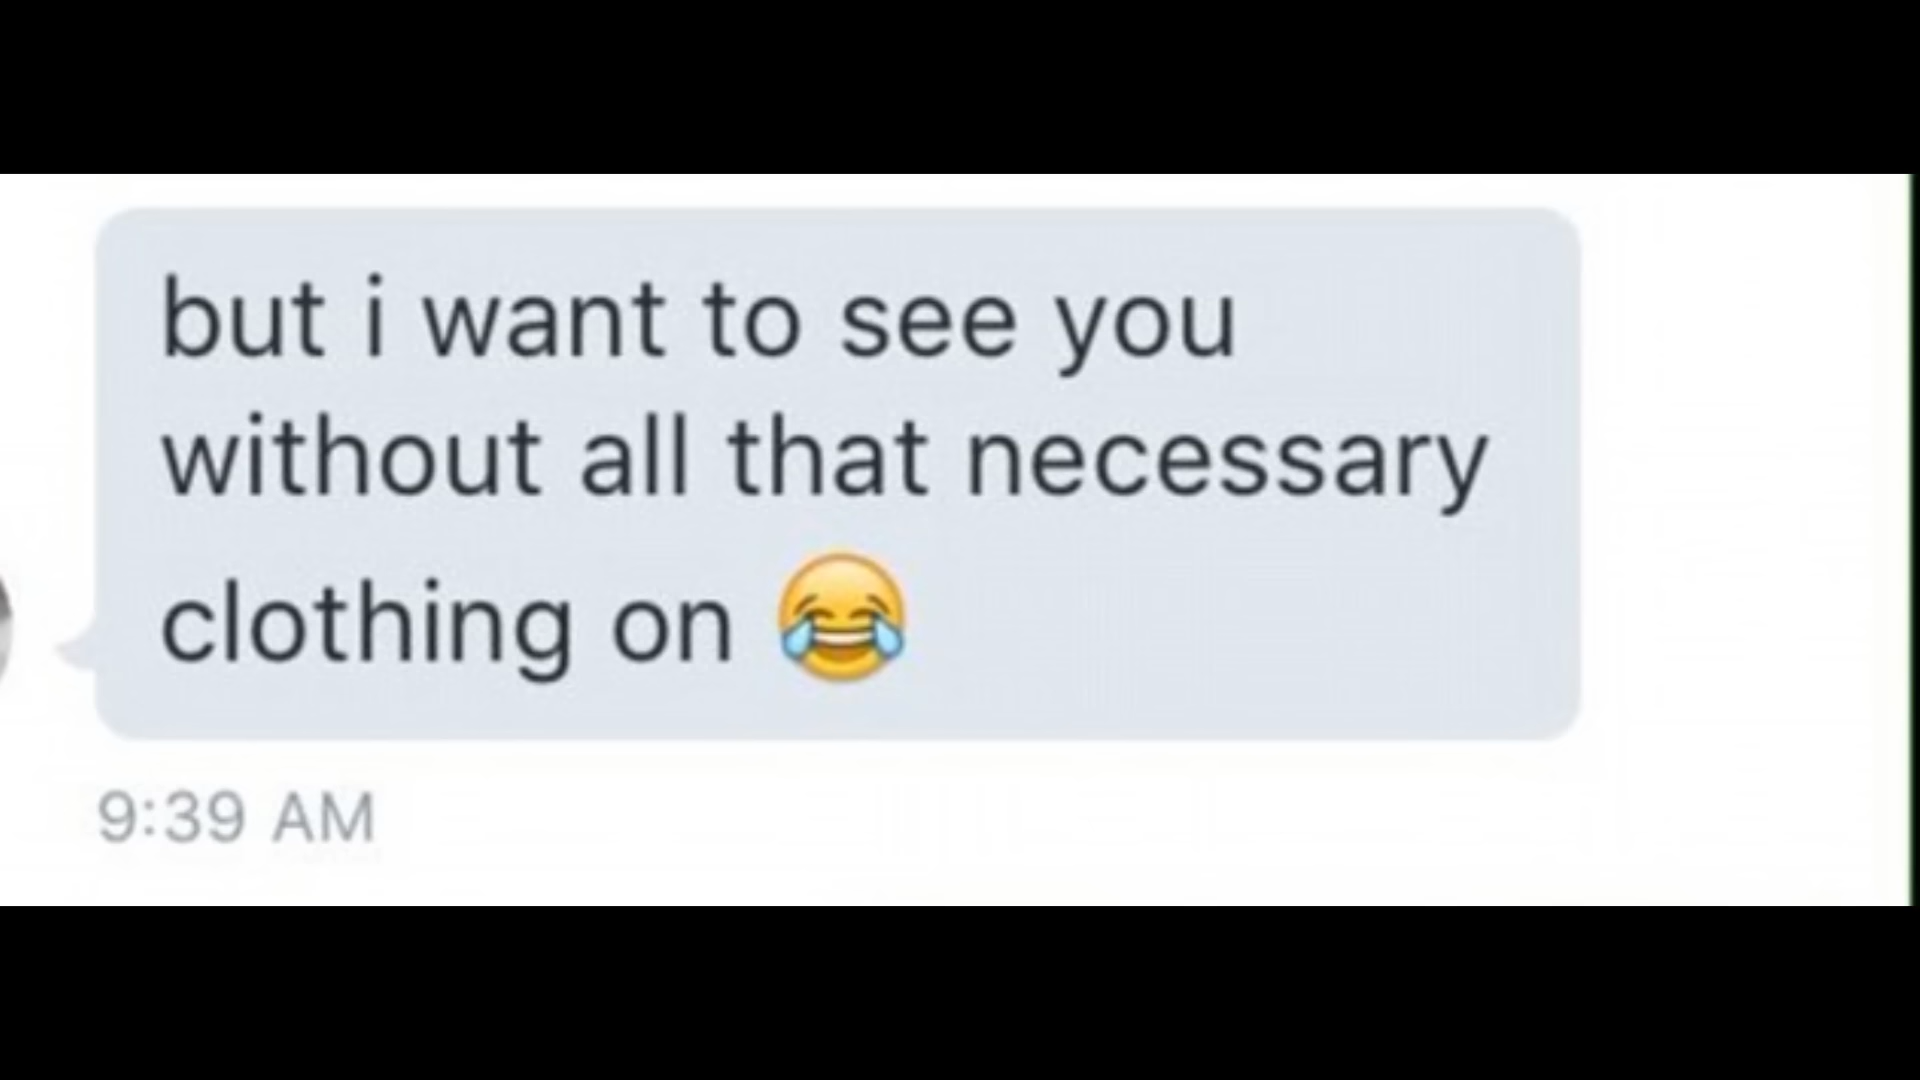 but i want to see you
without all that necessary
clothing on 😂
9:39 AM